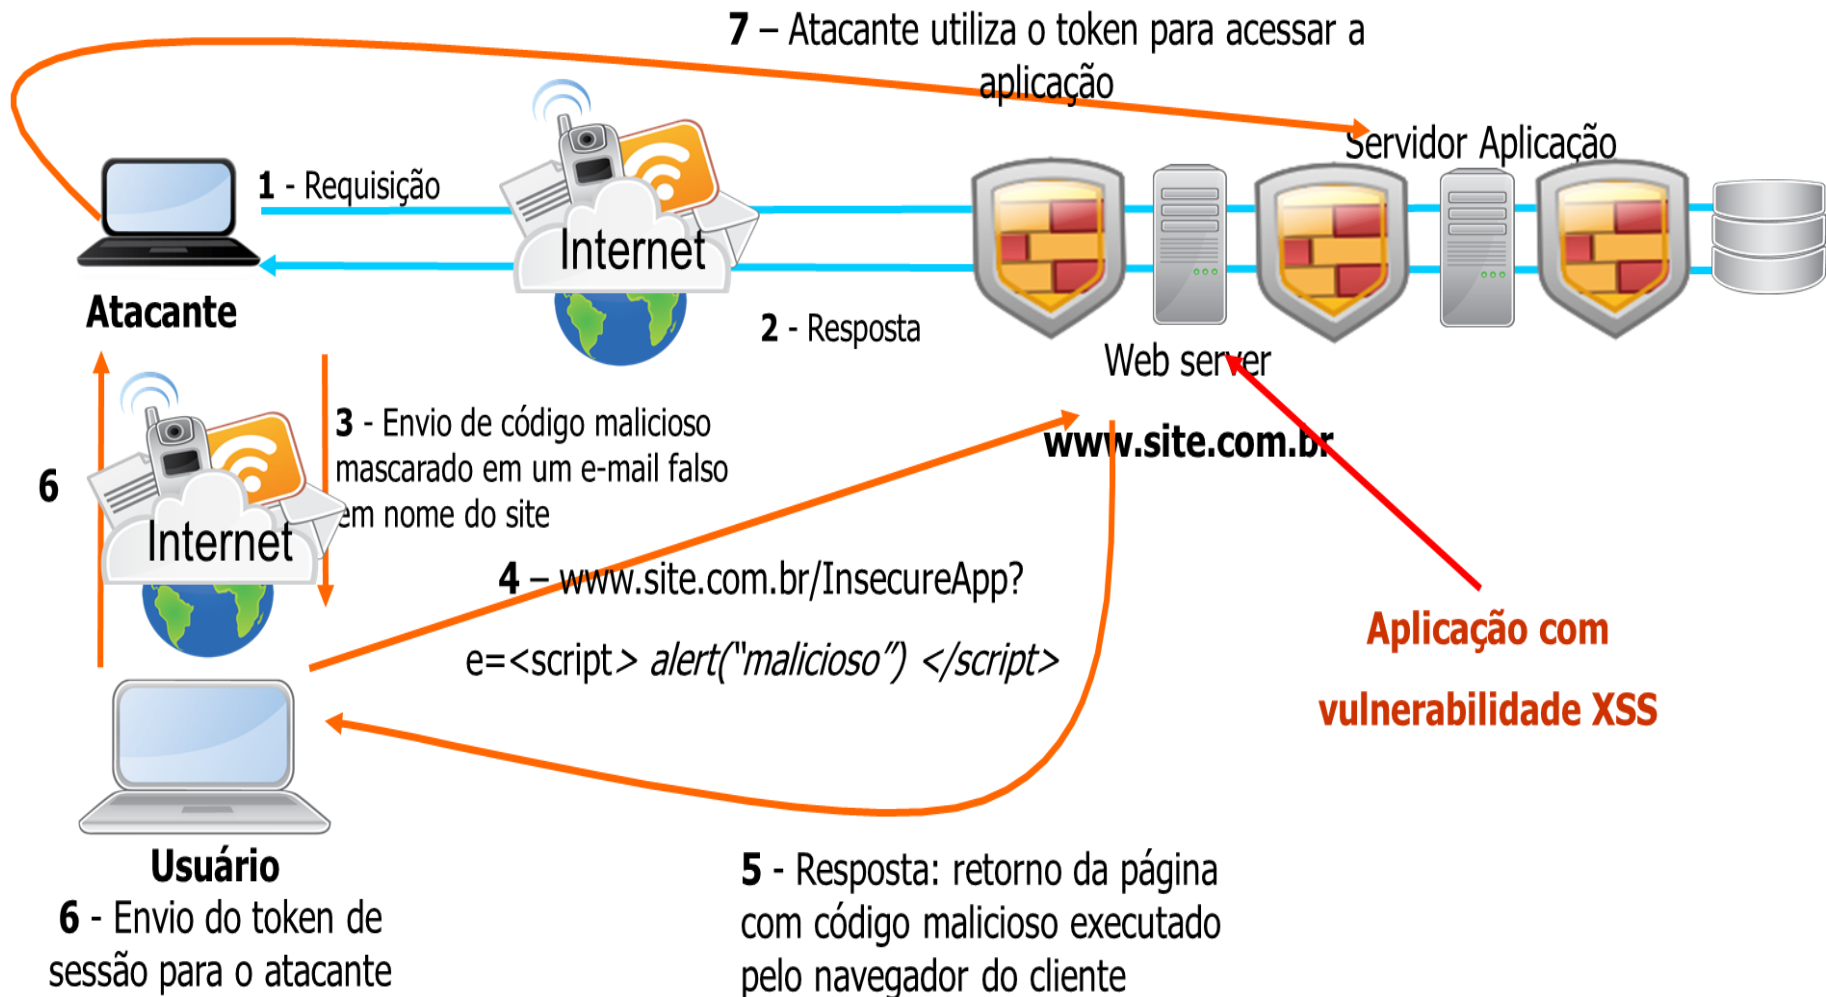 7 – Atacante utiliza o token para acessar a
aplicação
Servidor Aplicação
1 - Requisição
Internet
Atacante
2 - Resposta
Web server
www.site.com.br
3 - Envio de código malicioso
mascarado em um e-mail falso
em nome do site
6
Internet
4 – www.site.com.br/InsecureApp?
e=<script> alert("malicioso") </script>
Aplicação com
vulnerabilidade XSS
Usuário
6 - Envio do token de
sessão para o atacante
5 - Resposta: retorno da página
com código malicioso executado
pelo navegador do cliente